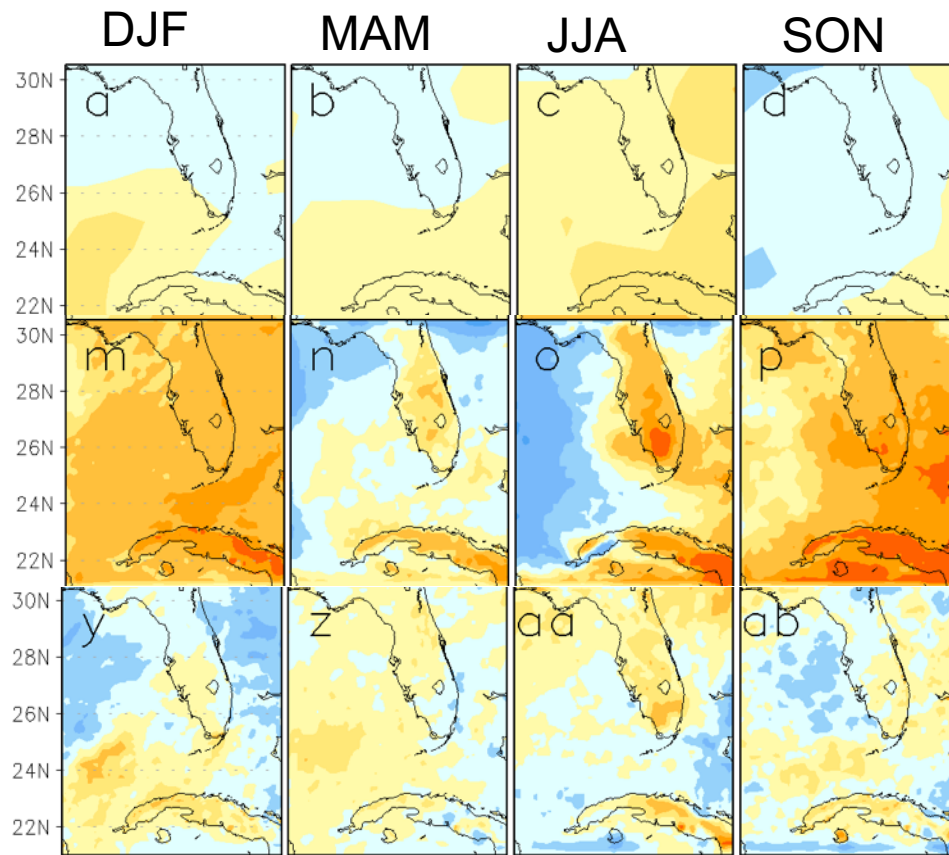 DJF MAM JJA SON
30N a b c d
28N
26N
24N
22N
30N m n o p
28N
26N
24N
22N
30N y z aa ab
28N
26N
24N
22N